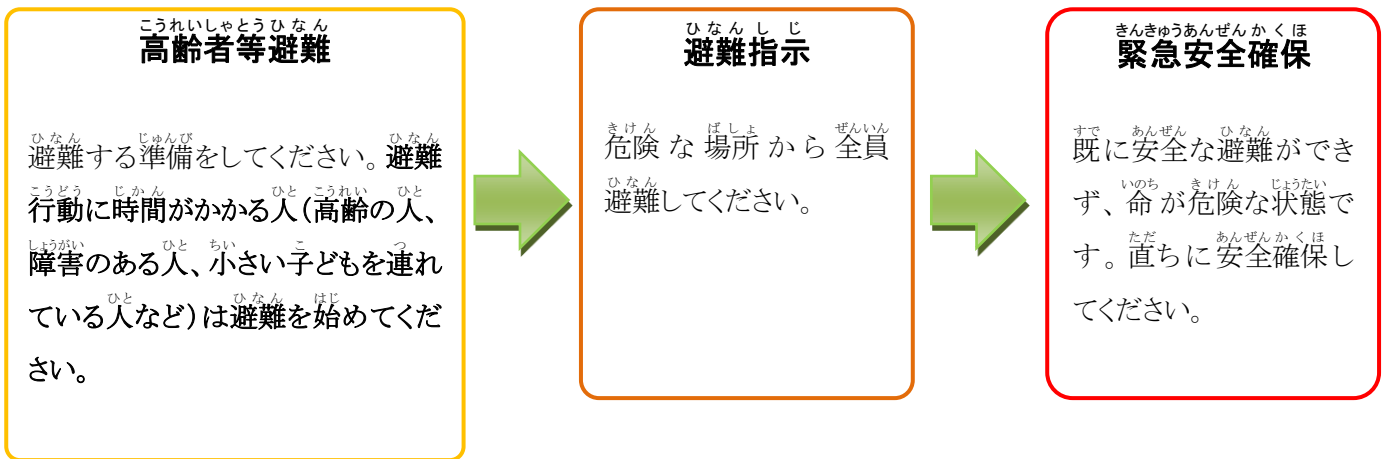 こうれいしゃとうひなん
高齢者等避難
ひなん じゅんび ひなん
避難する準備をしてください。避難
こうどう じかん ひと こうれい ひと
行動に時間がかかる人（高齢の人、
しょうがい ひと ちい こ つ
障害のある人、小さい子どもを連れ
ひと ひなん はじ
ている人など）は避難を始めてくだ
さい。
ひなんしじ
避難指示
きけん ばしょ ぜんいん
危険な場所から全員
ひなん
避難してください。
きんきゅうあんぜんかくほ
緊急安全確保
すで あんぜん ひなん
既に安全な避難ができ
いのち きけん じょうたい
ず、命が危険な状態で
ただ あんぜんかくほ
す。直ちに安全確保し
てください。